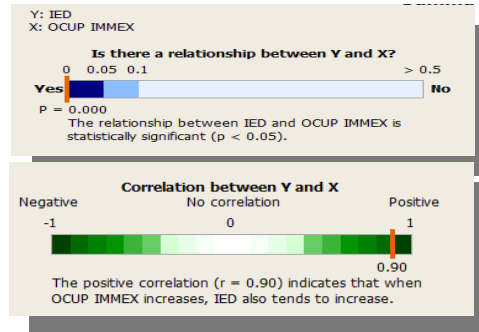 Y: IED
X: OCUP IMMEX
Is there a relationship between Y and X?
0 0.05 0.1 > 0.5
Yes No
P = 0.000
The relationship between IED and OCUP IMMEX is
statistically significant (p < 0.05).
Correlation between Y and X
Negative No correlation Positive
-1 0 1
0.90
The positive correlation (r = 0.90) indicates that when
OCUP IMMEX increases, IED also tends to increase.